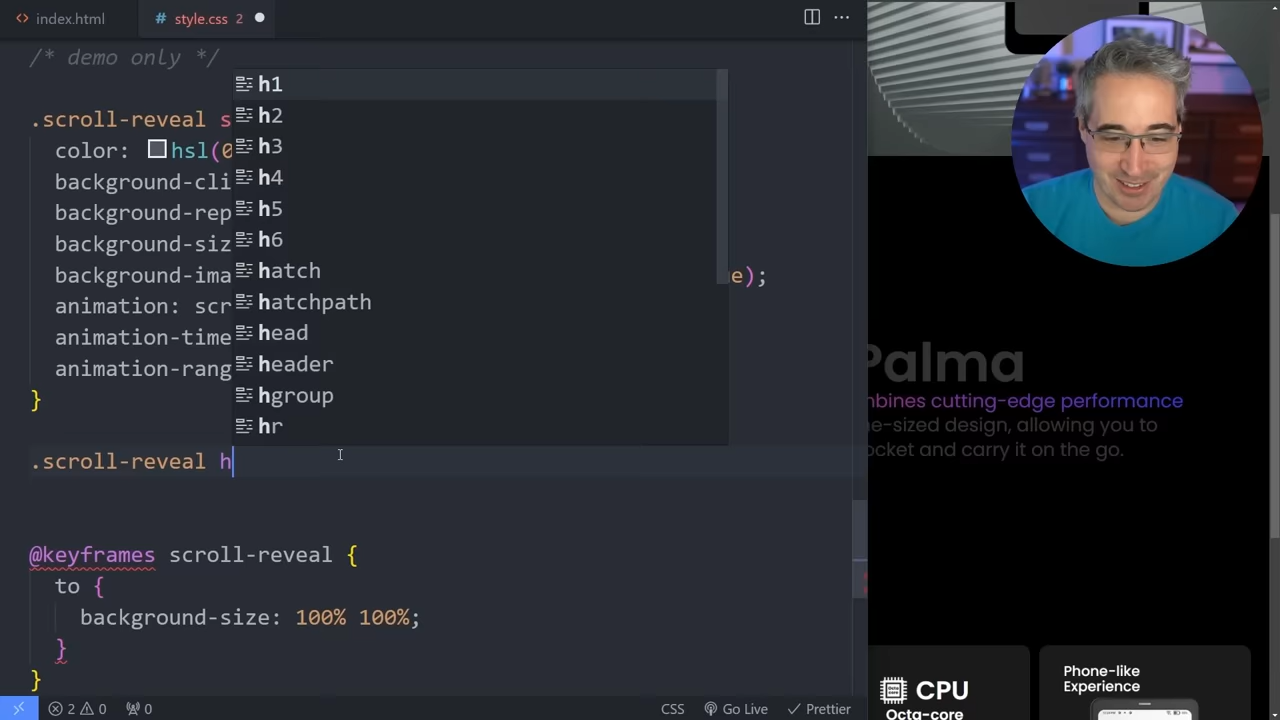 index.html
style.css 2
/* demo only */
.scroll-reveal s
color: hsl(0
background-cli
background-rep
background-siz
background-ima e);
animation: scr
animation-time
animation-rang
}
h1
h2
h3
h4
h5
h6
hatch
hatchpath
head
header
hgroup
hr
.scroll-reveal h
@keyframes scroll-reveal {
to {
background-size: 100% 100%;
}
}
2 0 0
CSS
Go Live
Prettier
Palma
nbines cutting-edge performance
e-sized design, allowing you to
ocket and carry it on the go.
CPU
Octa-core
Phone-like
Experience